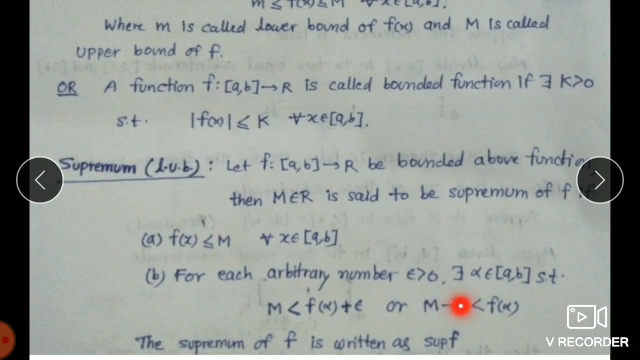 m ≤ f(x) ≤ M ∀ x∈[a,b].
Where m is called lower bound of f(x) and M is called
upper bound of f.
OR A function f:[a,b]→R is called bounded function if ∃ K>0
s.t. |f(x)| ≤ K ∀ x∈[a,b].
Supremum (l.u.b.) : Let f:[a,b]→R be bounded above function
then M∈R is said to be supremum of f if
(a) f(x) ≤ M ∀ x∈[a,b]
(b) For each arbitrary number ϵ>0, ∃ α∈[a,b] s.t.
M < f(α)+ϵ or M- < f(α)
The supremum of f is written as supf
V RECORDER